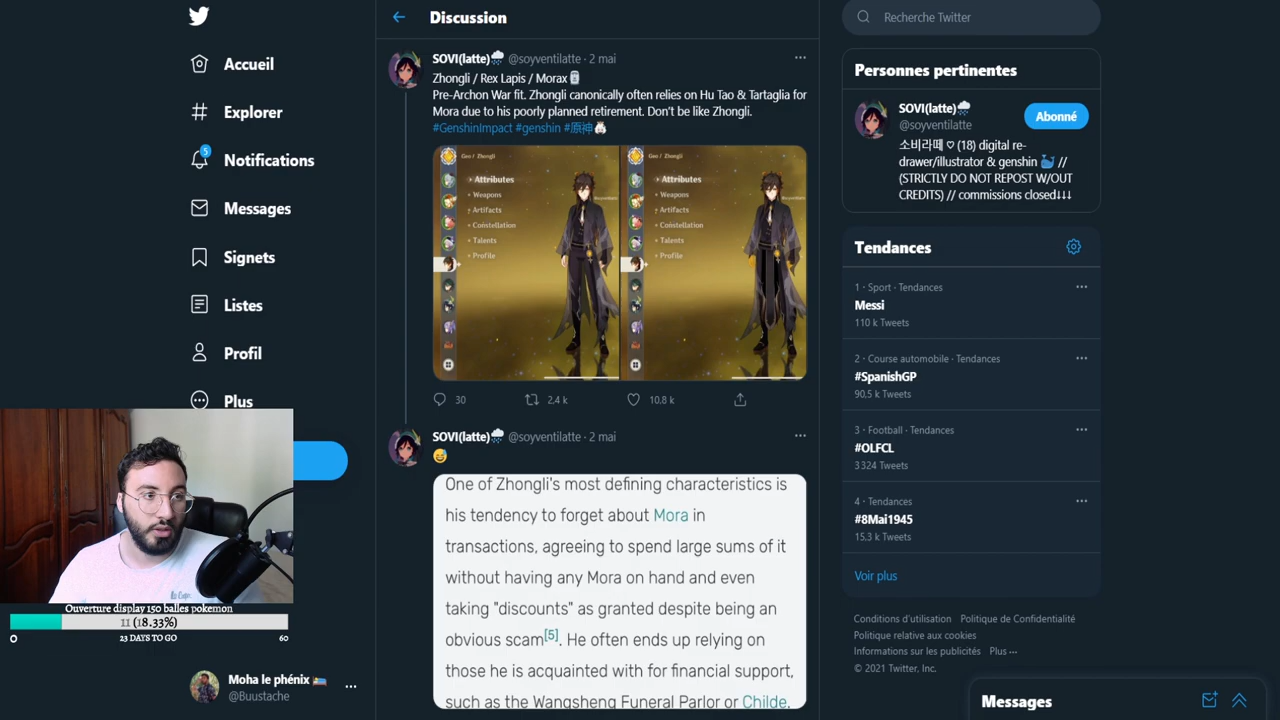 Accueil
Explorer
5
Notifications
Messages
Signets
Listes
Profil
Plus
Ouverture display 150 balles pokemon
11 (18.33%)
0
23 DAYS TO GO
60
Moha le phénix
@Buustache
Discussion
SOVI(latte)🌧 @soyventilatte · 2 mai
Zhongli / Rex Lapis / Morax
Pre-Archon War fit. Zhongli canonically often relies on Hu Tao & Tartaglia for
Mora due to his poorly planned retirement. Don't be like Zhongli.
#GenshinImpact #genshin #原神
Geo / Zhongli
Attributes
Weapons
Artifacts
Constellation
Talents
Profile
Geo / Zhongli
Attributes
Weapons
Artifacts
Constellation
Talents
Profile
30
2,4 k
10,8 k
SOVI(latte)🌧 @soyventilatte · 2 mai
😅
One of Zhongli's most defining characteristics is
his tendency to forget about Mora in
transactions, agreeing to spend large sums of it
without having any Mora on hand and even
taking "discounts" as granted despite being an
obvious scam[5]. He often ends up relying on
those he is acquainted with for financial support,
such as the Wangsheng Funeral Parlor or Childe.
Recherche Twitter
Personnes pertinentes
SOVI(latte)🌧
@soyventilatte
Abonné
소비라떼 ♡ (18) digital re-
drawer/illustrator & genshin 🐳 //
(STRICTLY DO NOT REPOST W/OUT
CREDITS) // commissions closed↓↓↓
Tendances
1 · Sport · Tendances
Messi
110 k Tweets
2 · Course automobile · Tendances
#SpanishGP
90,5 k Tweets
3 · Football · Tendances
#OLFCL
3 324 Tweets
4 · Tendances
#8Mai1945
15,3 k Tweets
Voir plus
Conditions d'utilisation Politique de Confidentialité
Politique relative aux cookies
Informations sur les publicités Plus ···
© 2021 Twitter, Inc.
Messages